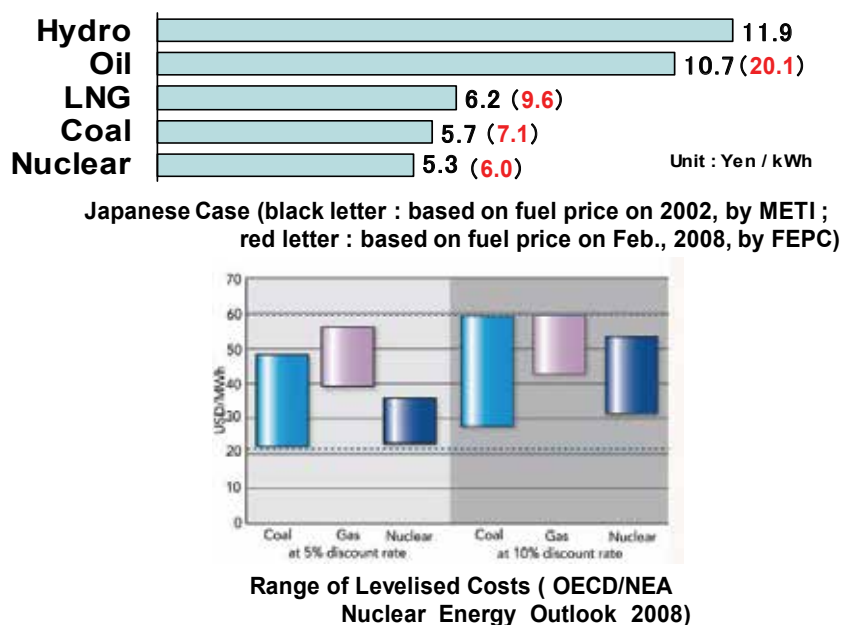 Hydro 11.9
Oil 10.7(20.1)
LNG 6.2 (9.6)
Coal 5.7 (7.1)
Nuclear 5.3 (6.0)
Unit : Yen / kWh
Japanese Case (black letter : based on fuel price on 2002, by METI ;
red letter : based on fuel price on Feb., 2008, by FEPC)
70
60
50
40
30
20
10
0
USD/MWh
Coal Gas Nuclear Coal Gas Nuclear
at 5% discount rate at 10% discount rate
Range of Levelised Costs ( OECD/NEA
Nuclear Energy Outlook 2008)